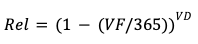 Rel = (1 − (VF/365))^VD